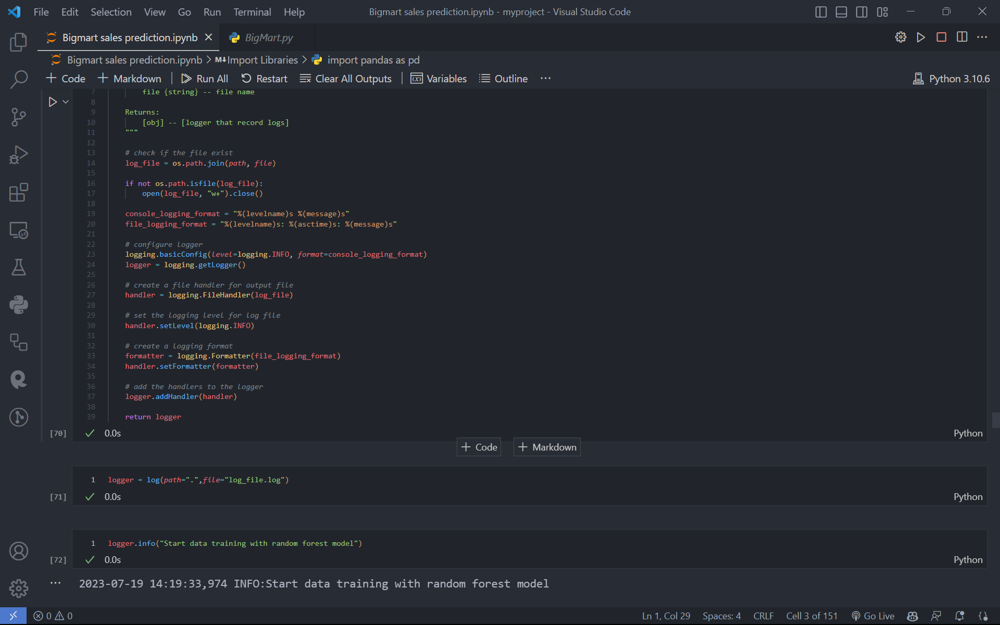 File Edit Selection View Go Run Terminal Help Bigmart sales prediction.ipynb - myproject - Visual Studio Code
Bigmart sales prediction.ipynb BigMart.py
Bigmart sales prediction.ipynb > M↓Import Libraries > import pandas as pd
Code Markdown Run All Restart Clear All Outputs (x) Variables Outline ... Python 3.10.6
7 file {string} -- file name
8
9 Returns:
10 [obj] -- [logger that record logs]
11 """
12
13 # check if the file exist
14 log_file = os.path.join(path, file)
15
16 if not os.path.isfile(log_file):
17 open(log_file, "w+").close()
18
19 console_logging_format = "%(levelname)s %(message)s"
20 file_logging_format = "%(levelname)s: %(asctime)s: %(message)s"
21
22 # configure logger
23 logging.basicConfig(level=logging.INFO, format=console_logging_format)
24 logger = logging.getLogger()
25
26 # create a file handler for output file
27 handler = logging.FileHandler(log_file)
28
29 # set the logging level for log file
30 handler.setLevel(logging.INFO)
31
32 # create a logging format
33 formatter = logging.Formatter(file_logging_format)
34 handler.setFormatter(formatter)
35
36 # add the handlers to the logger
37 logger.addHandler(handler)
38
39 return logger
[70] 0.0s Python
Code Markdown
1 logger = log(path=".",file="log_file.log")
[71] 0.0s Python
1 logger.info("Start data training with random forest model")
[72] 0.0s Python
... 2023-07-19 14:19:33,974 INFO:Start data training with random forest model
0 0 Ln 1, Col 29 Spaces: 4 CRLF Cell 3 of 151 Go Live